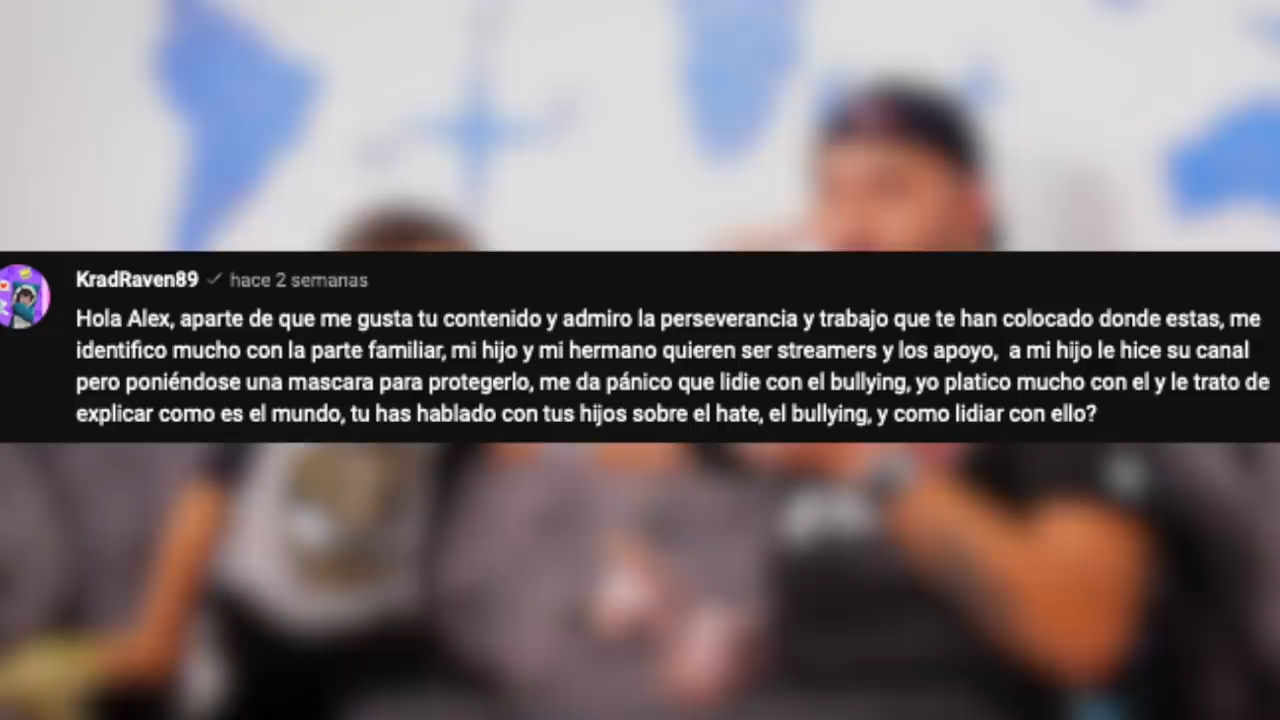 KradRaven89 ✓ hace 2 semanas
Hola Alex, aparte de que me gusta tu contenido y admiro la perseverancia y trabajo que te han colocado donde estas, me
identifico mucho con la parte familiar, mi hijo y mi hermano quieren ser streamers y los apoyo,  a mi hijo le hice su canal
pero poniéndose una mascara para protegerlo, me da pánico que lidie con el bullying, yo platico mucho con el y le trato de
explicar como es el mundo, tu has hablado con tus hijos sobre el hate, el bullying, y como lidiar con ello?